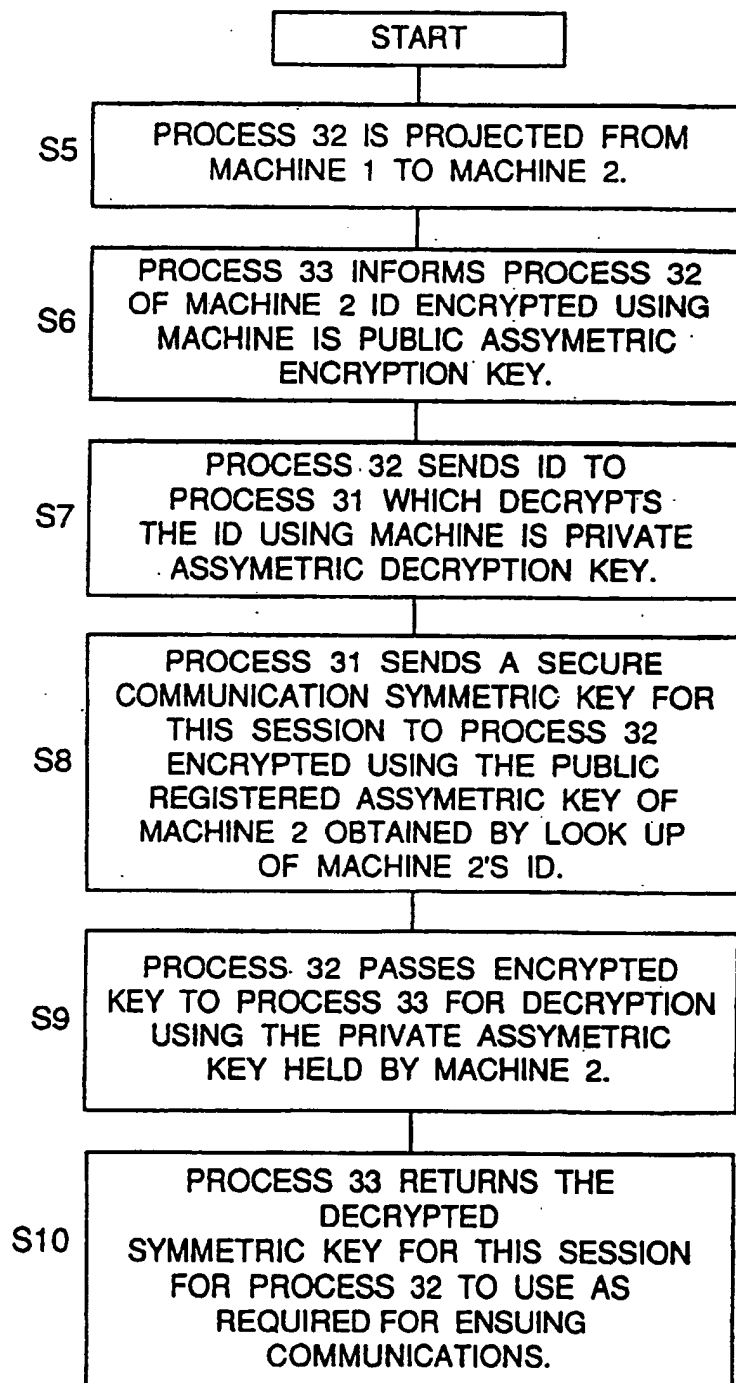 START
S5
PROCESS 32 IS PROJECTED FROM
MACHINE 1 TO MACHINE 2.
S6
PROCESS 33 INFORMS PROCESS 32
OF MACHINE 2 ID ENCRYPTED USING
MACHINE IS PUBLIC ASSYMETRIC
ENCRYPTION KEY.
S7
PROCESS 32 SENDS ID TO
PROCESS 31 WHICH DECRYPTS
THE ID USING MACHINE IS PRIVATE
ASSYMETRIC DECRYPTION KEY.
S8
PROCESS 31 SENDS A SECURE
COMMUNICATION SYMMETRIC KEY FOR
THIS SESSION TO PROCESS 32
ENCRYPTED USING THE PUBLIC
REGISTERED ASSYMETRIC KEY OF
MACHINE 2 OBTAINED BY LOOK UP
OF MACHINE 2'S ID.
S9
PROCESS 32 PASSES ENCRYPTED
KEY TO PROCESS 33 FOR DECRYPTION
USING THE PRIVATE ASSYMETRIC
KEY HELD BY MACHINE 2.
S10
PROCESS 33 RETURNS THE
DECRYPTED
SYMMETRIC KEY FOR THIS SESSION
FOR PROCESS 32 TO USE AS
REQUIRED FOR ENSUING
COMMUNICATIONS.